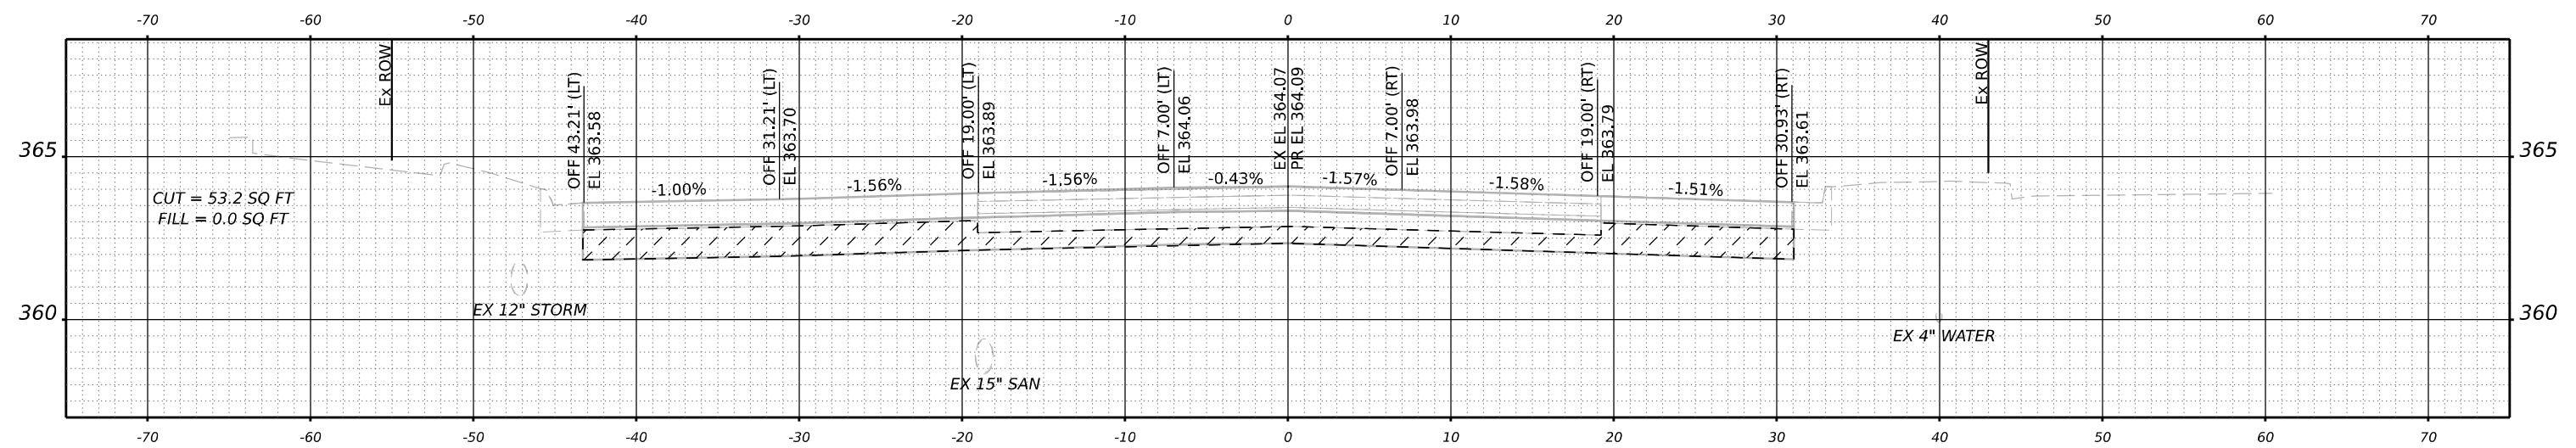 -70 -60 -50 -40 -30 -20 -10 0 10 20 30 40 50 60 70
Ex ROW
OFF 43.21' (LT)
EL 363.58
OFF 31.21' (LT)
EL 363.70
OFF 19.00' (LT)
EL 363.89
OFF 7.00' (LT)
EL 364.06
EX EL 364.07
PR EL 364.09
OFF 7.00' (RT)
EL 363.98
OFF 19.00' (RT)
EL 363.79
OFF 30.93' (RT)
EL 363.61
Ex ROW
365 365
-1.00% -1.56% -1.56% -0.43% -1.57% -1.58% -1.51%
CUT = 53.2 SQ FT
FILL = 0.0 SQ FT
EX 12" STORM
360 360
EX 4" WATER
EX 15" SAN
-70 -60 -50 -40 -30 -20 -10 0 10 20 30 40 50 60 70